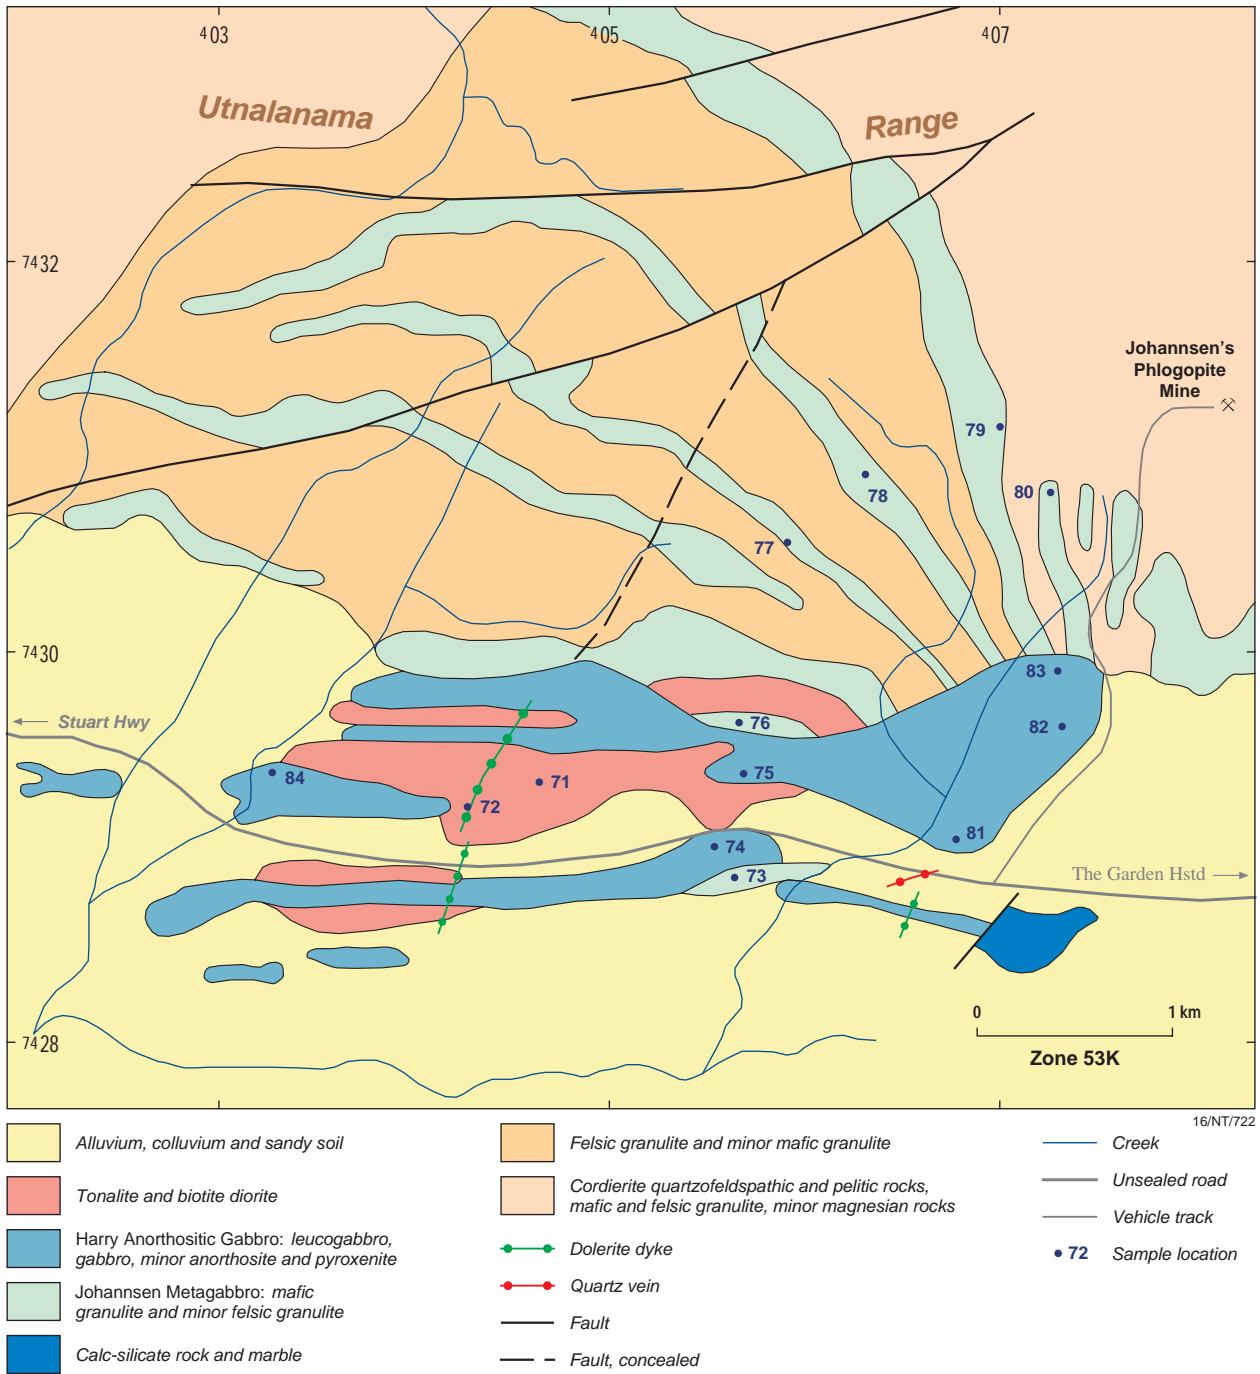 403
405
407
Utnalanama
Range
7432
Johannsen's
Phlogopite
Mine
79
78
80
77
7430
83
Stuart Hwy
76
82
84
71
75
72
81
74
73
The Garden Hstd
0
1 km
7428
Zone 53K
16/NT/722
Alluvium, colluvium and sandy soil
Tonalite and biotite diorite
Harry Anorthositic Gabbro: leucogabbro,
gabbro, minor anorthosite and pyroxenite
Johannsen Metagabbro: mafic
granulite and minor felsic granulite
Calc-silicate rock and marble
Felsic granulite and minor mafic granulite
Cordierite quartzofeldspathic and pelitic rocks,
mafic and felsic granulite, minor magnesian rocks
Dolerite dyke
Quartz vein
Fault
Fault, concealed
Creek
Unsealed road
Vehicle track
72 Sample location